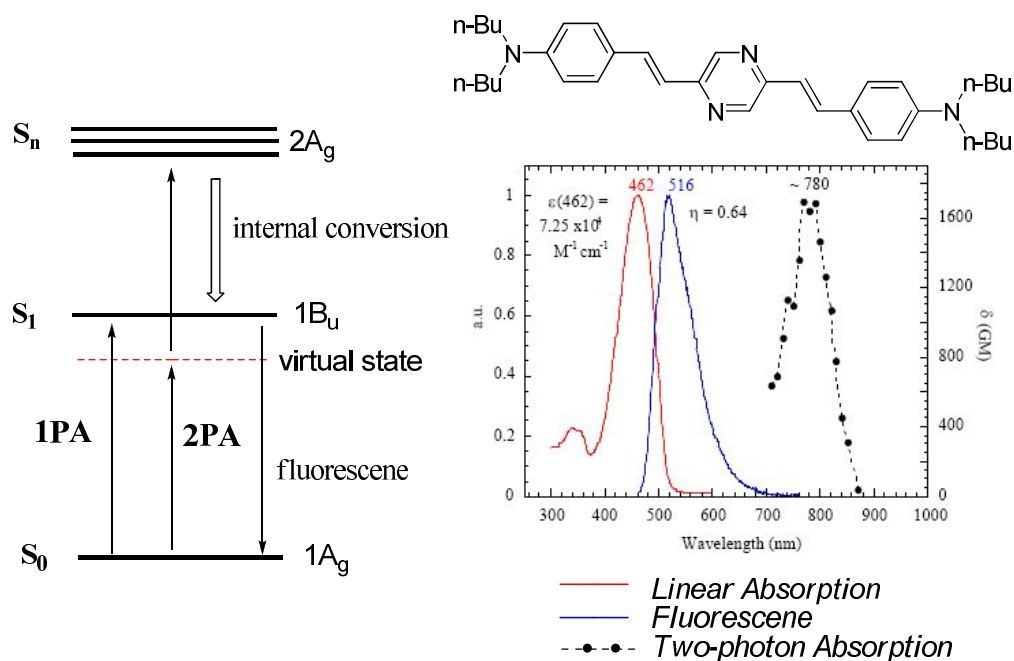 Sn
2Ag
internal conversion
S1
1Bu
virtual state
1PA
2PA
fluorescene
S0
1Ag
n-Bu
N
n-Bu
N
N
N
n-Bu
n-Bu
462
516
~ 780
ε(462) =
7.25 x10⁴
M⁻¹ cm⁻¹
η = 0.64
1
0.8
0.6
0.4
0.2
0
a.u.
1600
1200
800
400
0
δ (GM)
300 400 500 600 700 800 900 1000
Wavelength (nm)
Linear Absorption
Fluorescene
Two-photon Absorption